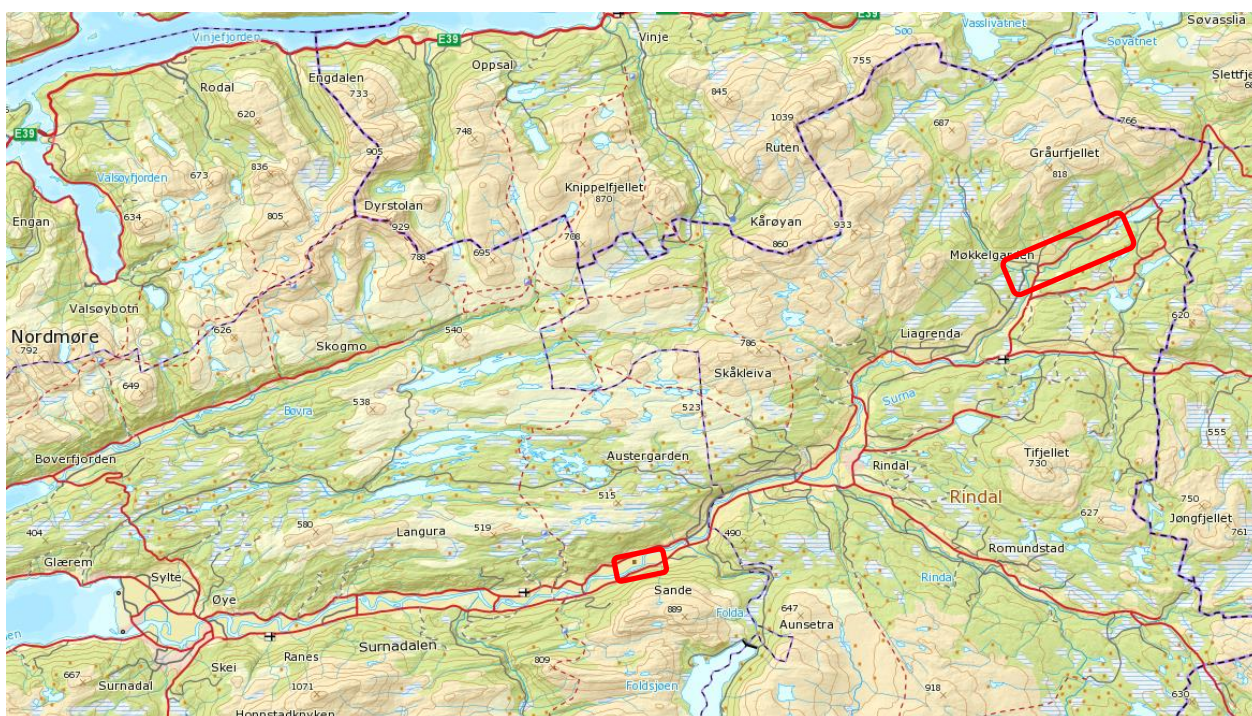 E39
Vasslivatnet
Søvasslia
Vinjefjorden
E39
Vinje
Søo
Søvatnet
Oppsal
755
Engdalen
733
Rodal
845
Slettfje
620
1039
687
766
E39
748
Ruten
905
Gråurfjellet
836
818
Valsøyfjorden
673
Knippelfjellet
870
Dyrstolan
929
634
805
Engan
Kårøyan
933
708
860
788
695
Møkkelgarden
Valsøybotn
620
Nordmøre
626
540
Liagrenda
792
Skogmo
786
Skåkleiva
649
538
Surna
Bøvra
523
555
Bøverfjorden
Austergarden
Tifjellet
730
Rindal
Rindal
515
750
580
519
627
Jøngfjellet
404
Langura
490
761
Romundstad
Glærem
Sylte
Rinda
Sande
Øye
889
Folda
647
Aunsetra
Surnadalen
Ranes
Skei
809
667
Surnadal
1071
Foldsjøen
918
630
Honnstadknyken